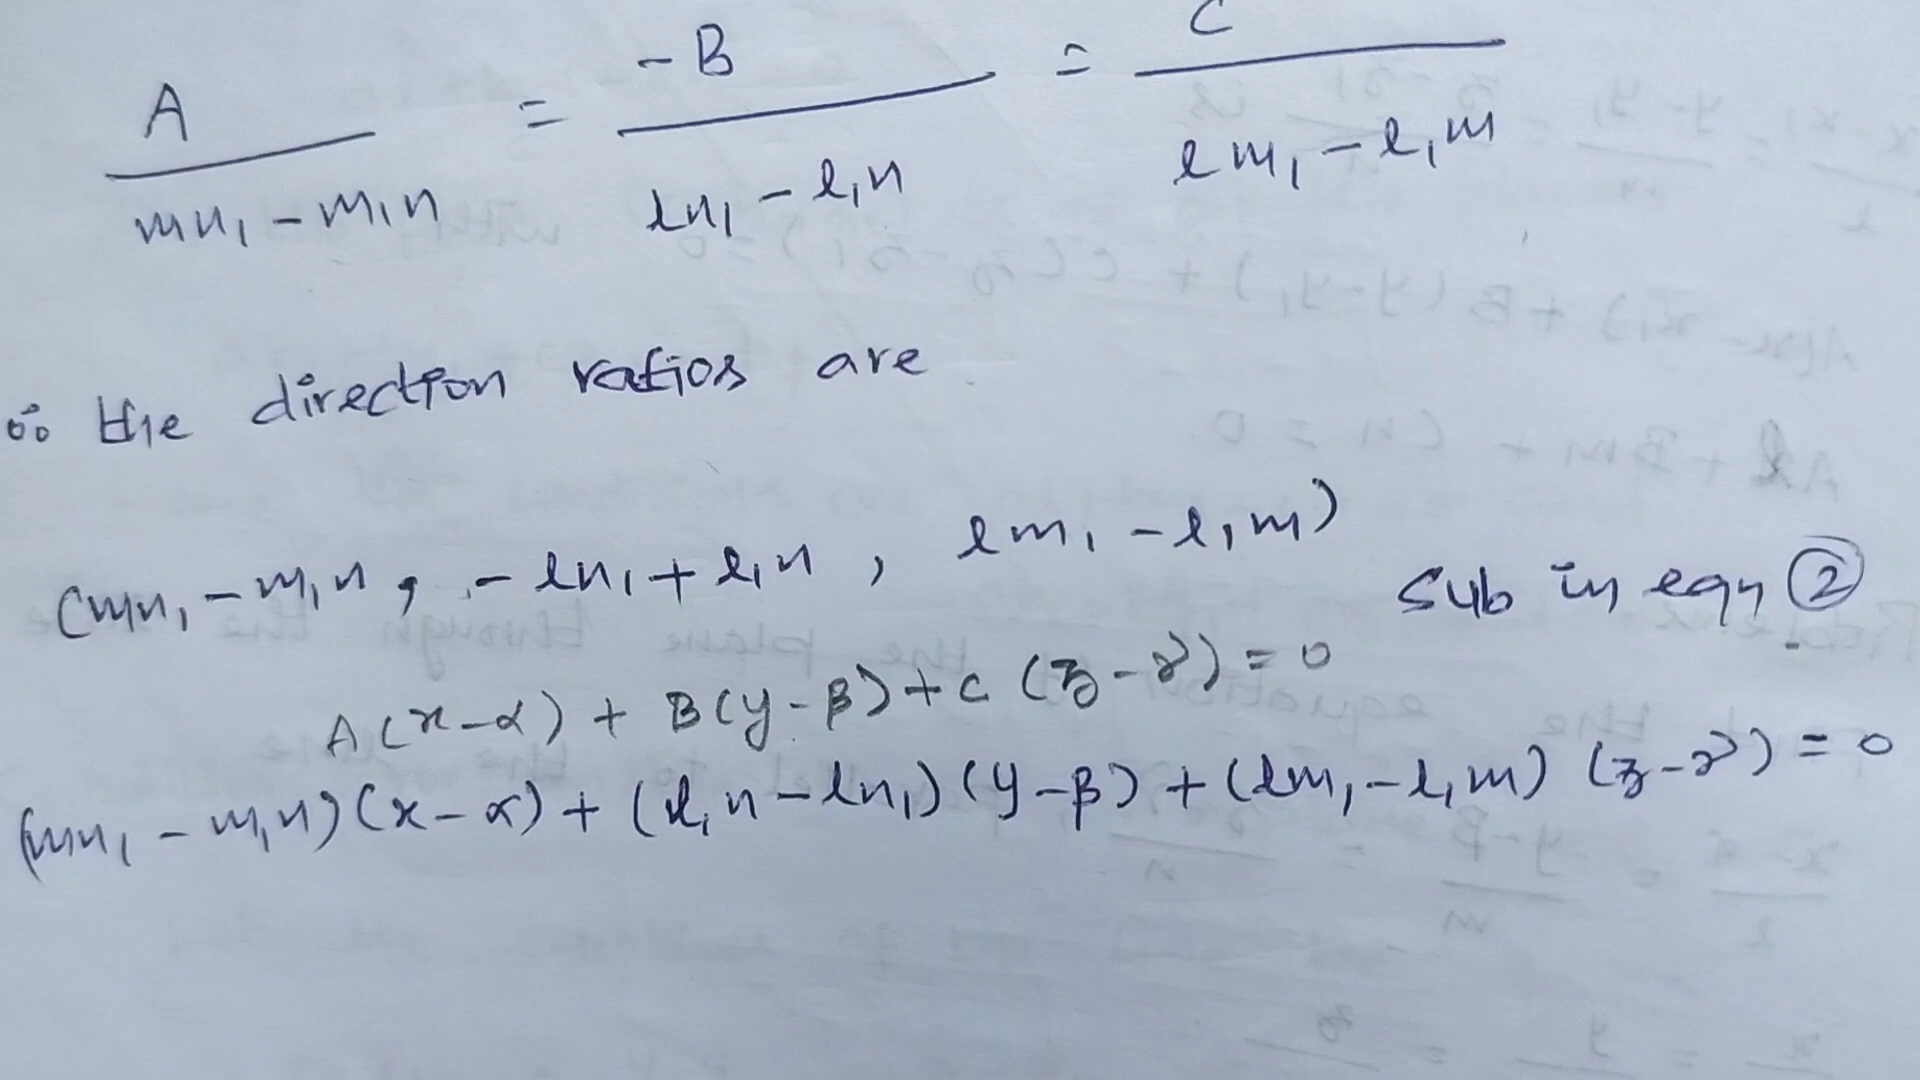 A / (mn₁ - m₁n) = -B / (ln₁ - l₁n) = C / (lm₁ - l₁m)
∴ the direction ratios are
(mn₁ - m₁n, - ln₁ + l₁n, lm₁ - l₁m)
Sub in eqn ②
A(x-α) + B(y-β) + C(z-γ) = 0
(mn₁ - m₁n)(x-α) + (l₁n - ln₁)(y-β) + (lm₁ - l₁m)(z-γ) = 0